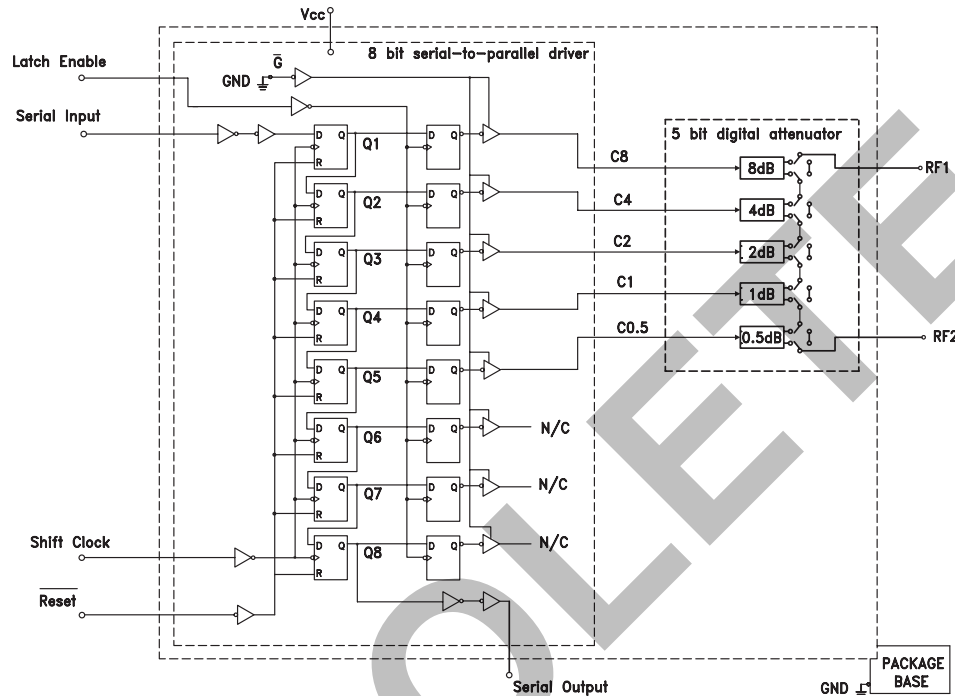 Vcc
8 bit serial-to-parallel driver
Latch Enable
G
GND
Serial Input
D Q
R
Q1
D Q
C8
5 bit digital attenuator
8dB
RF1
D Q
R
Q2
D Q
C4
4dB
D Q
R
Q3
D Q
C2
2dB
D Q
R
Q4
D Q
C1
1dB
D Q
R
Q5
D Q
C0.5
0.5dB
RF2
D Q
R
Q6
D Q
N/C
D Q
R
Q7
D Q
N/C
Shift Clock
D Q
R
Q8
D Q
N/C
Reset
Serial Output
GND
PACKAGE
BASE
OLETE